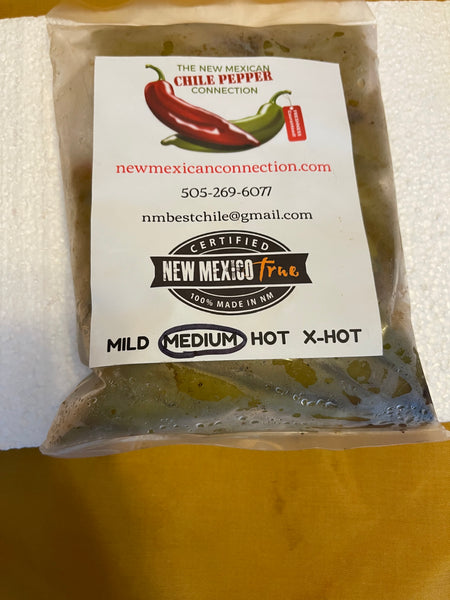 THE NEW MEXICAN
CHILE PEPPER
CONNECTION
newmexicanconnection.com
505-269-6077
nmbestchile@gmail.com
CERTIFIED
NEW MEXICO True
100% MADE IN NM
MILD MEDIUM HOT X-HOT